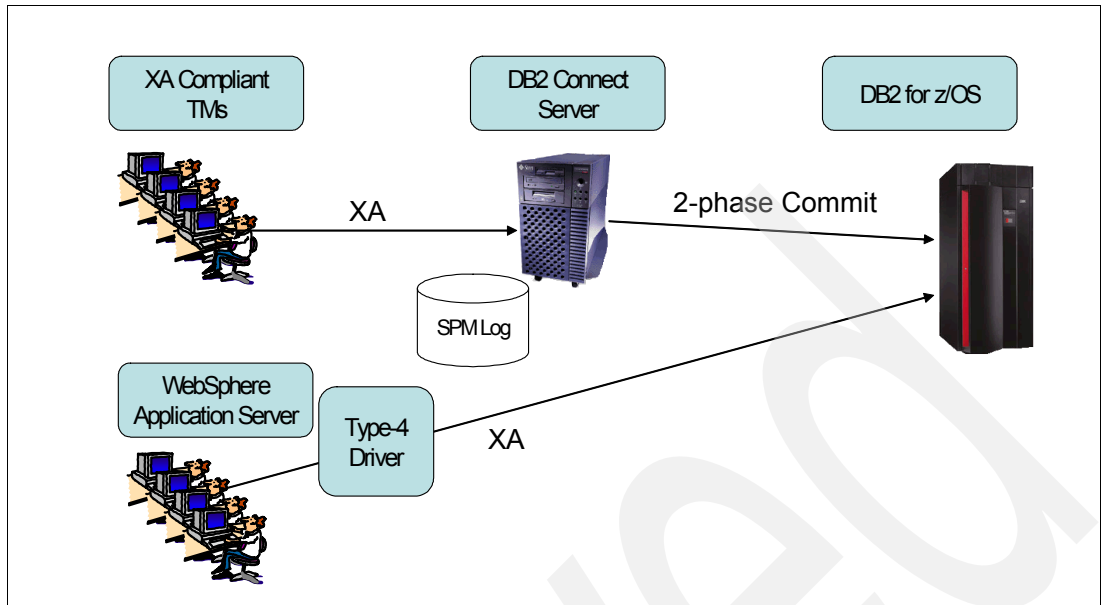 XA Compliant
TMs
DB2 Connect
Server
DB2 for z/OS
XA
2-phase Commit
SPM Log
WebSphere
Application Server
Type-4
Driver
XA